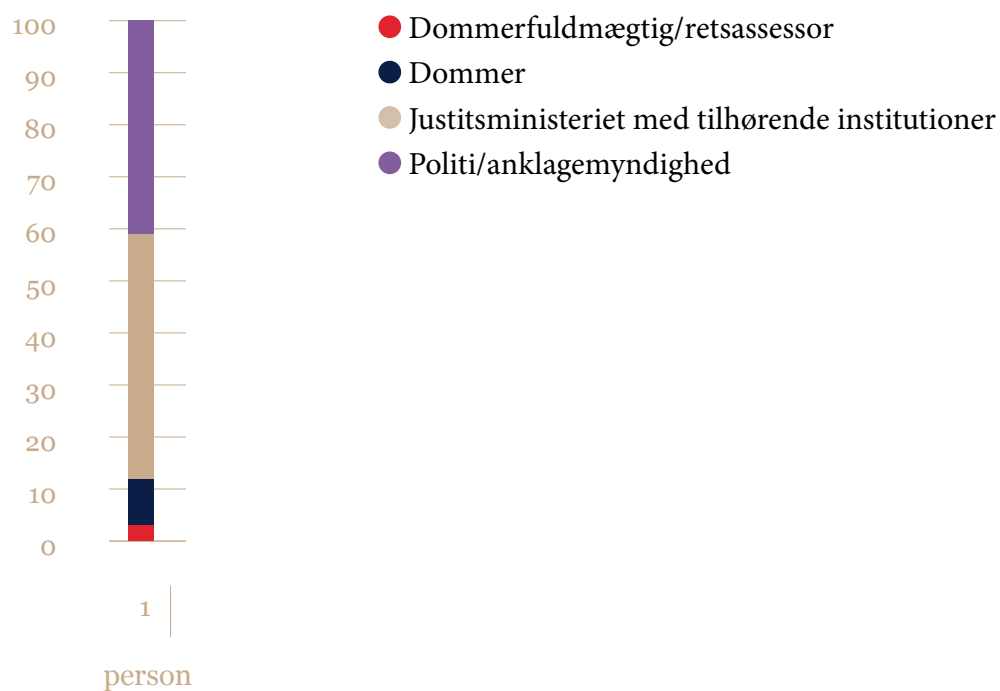 100
90
80
70
60
50
40
30
20
10
0
1
person
Dommerfuldmægtig/retsassessor
Dommer
Justitsministeriet med tilhørende institutioner
Politi/anklagemyndighed